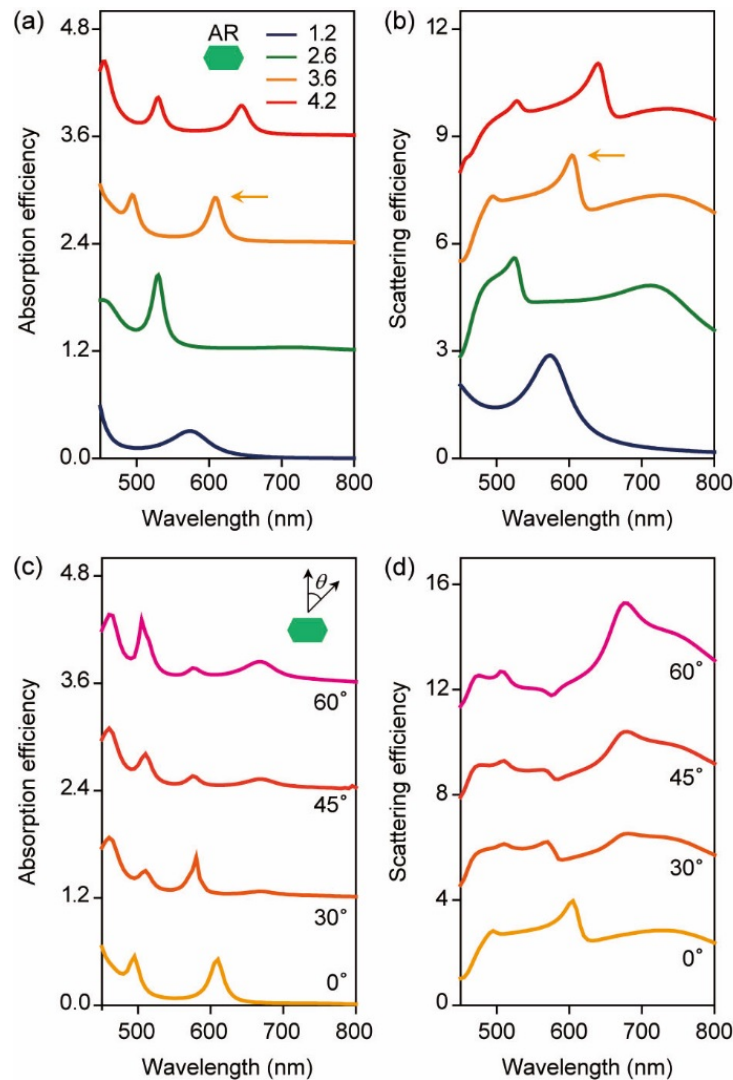 (a)
AR
1.2
2.6
3.6
4.2
4.8
3.6
2.4
1.2
0.0
Absorption efficiency
500 600 700 800
Wavelength (nm)
(b)
12
9
6
3
0
Scattering efficiency
500 600 700 800
Wavelength (nm)
(c)
θ
4.8
3.6
2.4
1.2
0.0
Absorption efficiency
60°
45°
30°
0°
500 600 700 800
Wavelength (nm)
(d)
16
12
8
4
0
Scattering efficiency
60°
45°
30°
0°
500 600 700 800
Wavelength (nm)